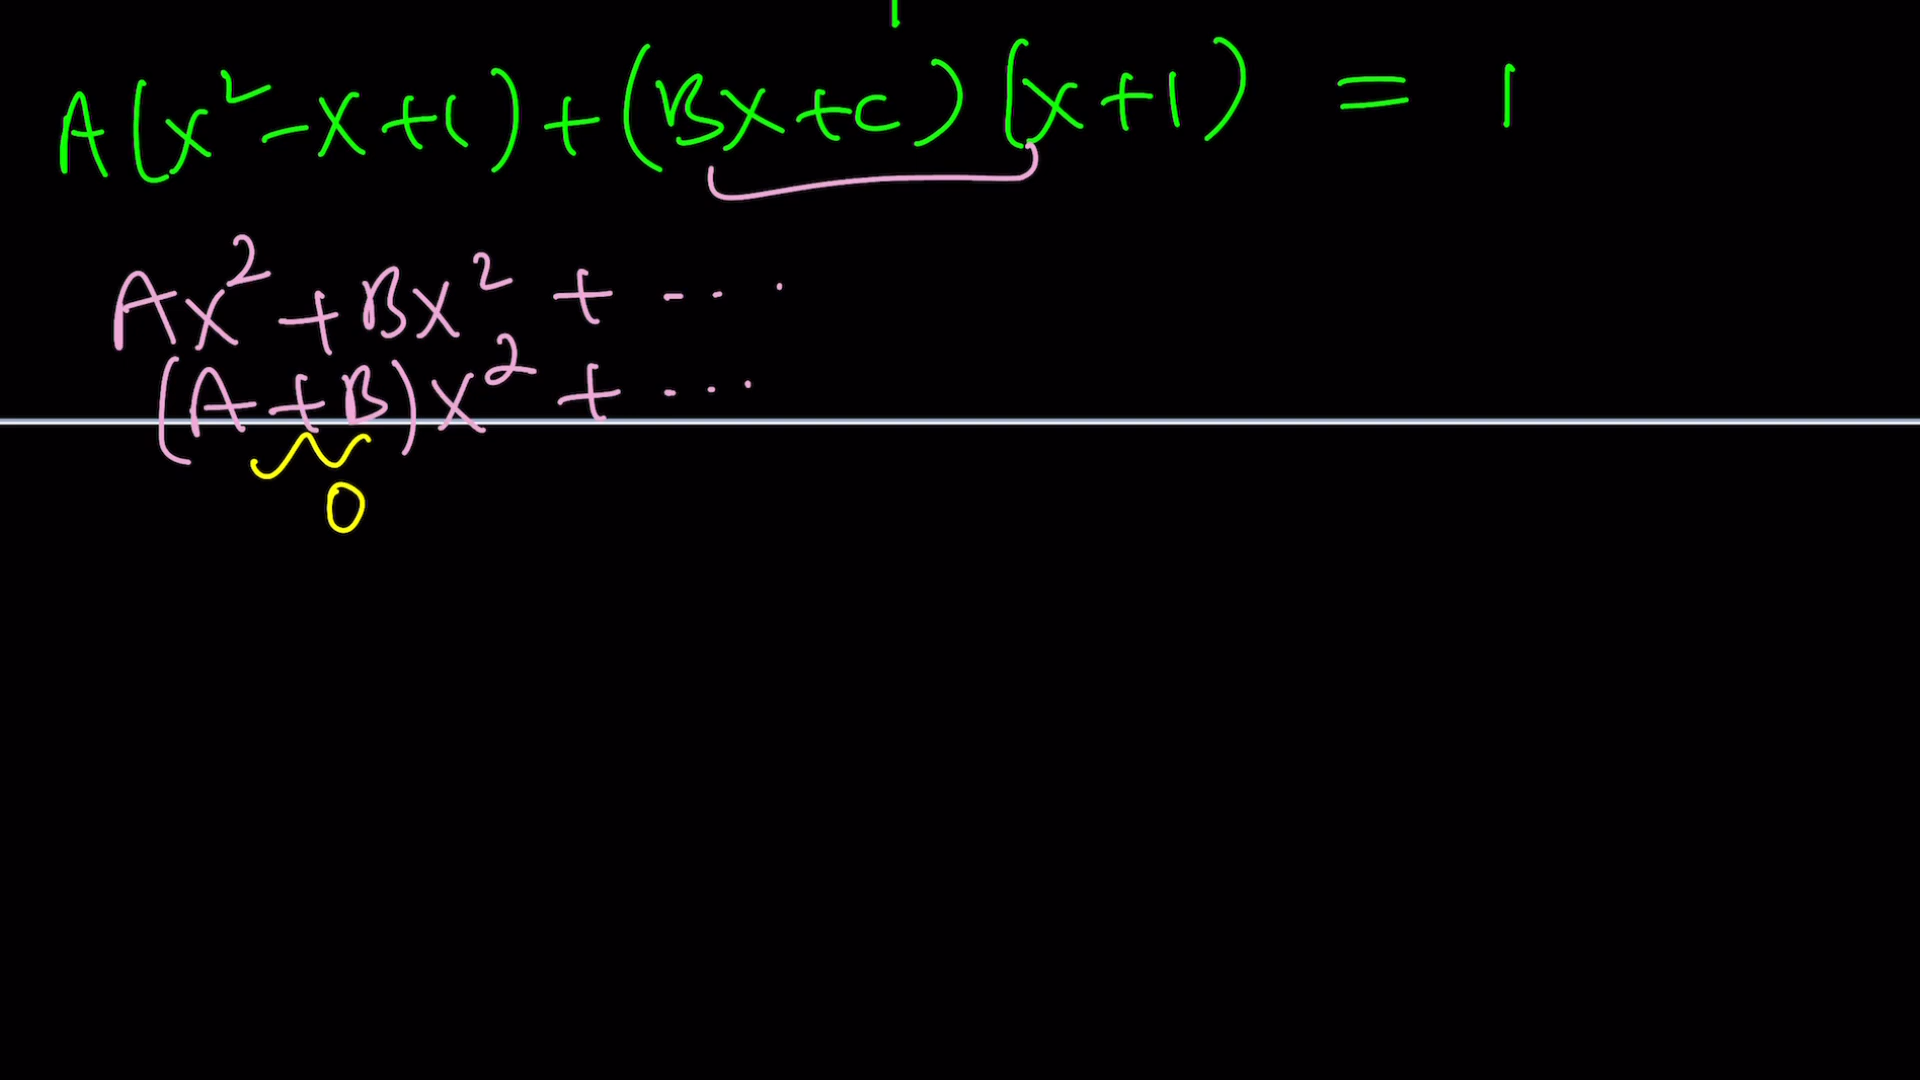 A(x²-x+1)+(Bx+c)(x+1) = 1
Ax²+Bx²+...
(A+B)x²+...
0